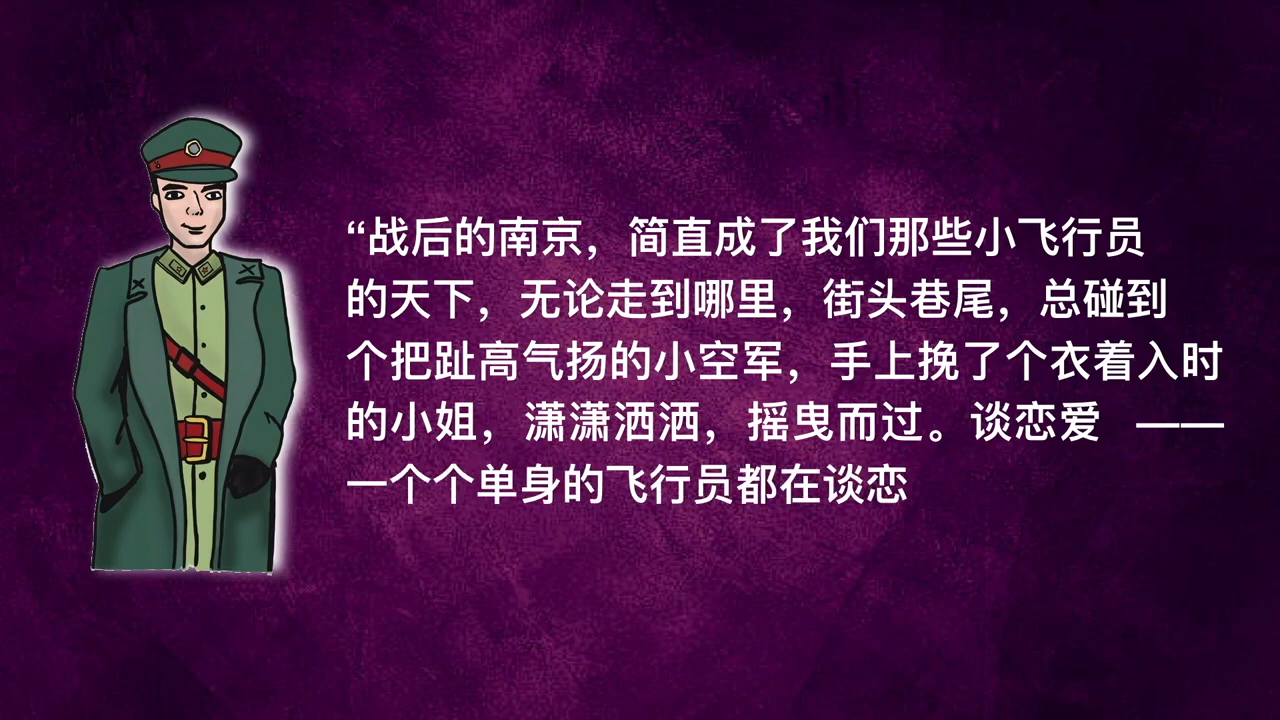 “战后的南京，简直成了我们那些小飞行员
的天下，无论走到哪里，街头巷尾，总碰到
个把趾高气扬的小空军，手上挽了个衣着入时
的小姐，潇潇洒洒，摇曳而过。谈恋爱 ——
一个个单身的飞行员都在谈恋